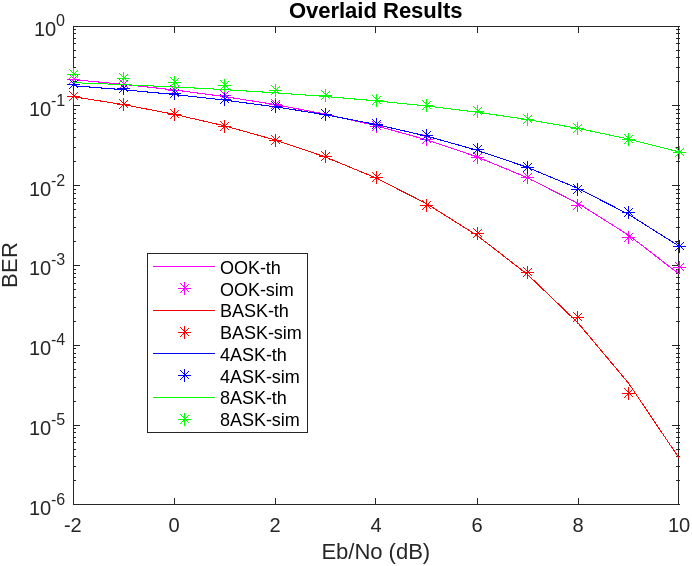 Overlaid Results
10^0
10^-1
10^-2
10^-3
10^-4
10^-5
10^-6
BER
OOK-th
OOK-sim
BASK-th
BASK-sim
4ASK-th
4ASK-sim
8ASK-th
8ASK-sim
-2 0 2 4 6 8 10
Eb/No (dB)